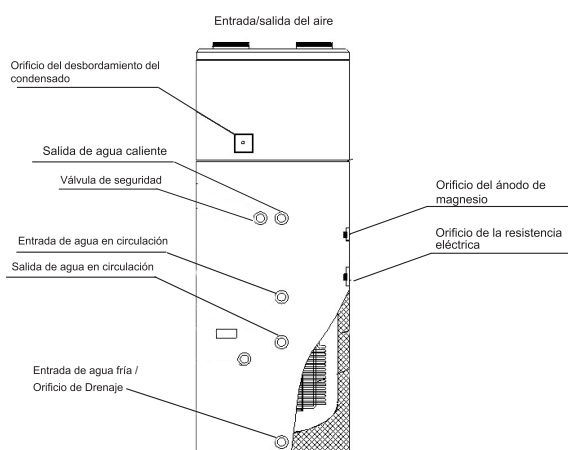 Entrada/salida del aire
Orificio del desbordamiento del
condensado
Salida de agua caliente
Válvula de seguridad
Orificio del ánodo de
magnesio
Orificio de la resistencia
eléctrica
Entrada de agua en circulación
Salida de agua en circulación
Entrada de agua fría /
Orificio de Drenaje